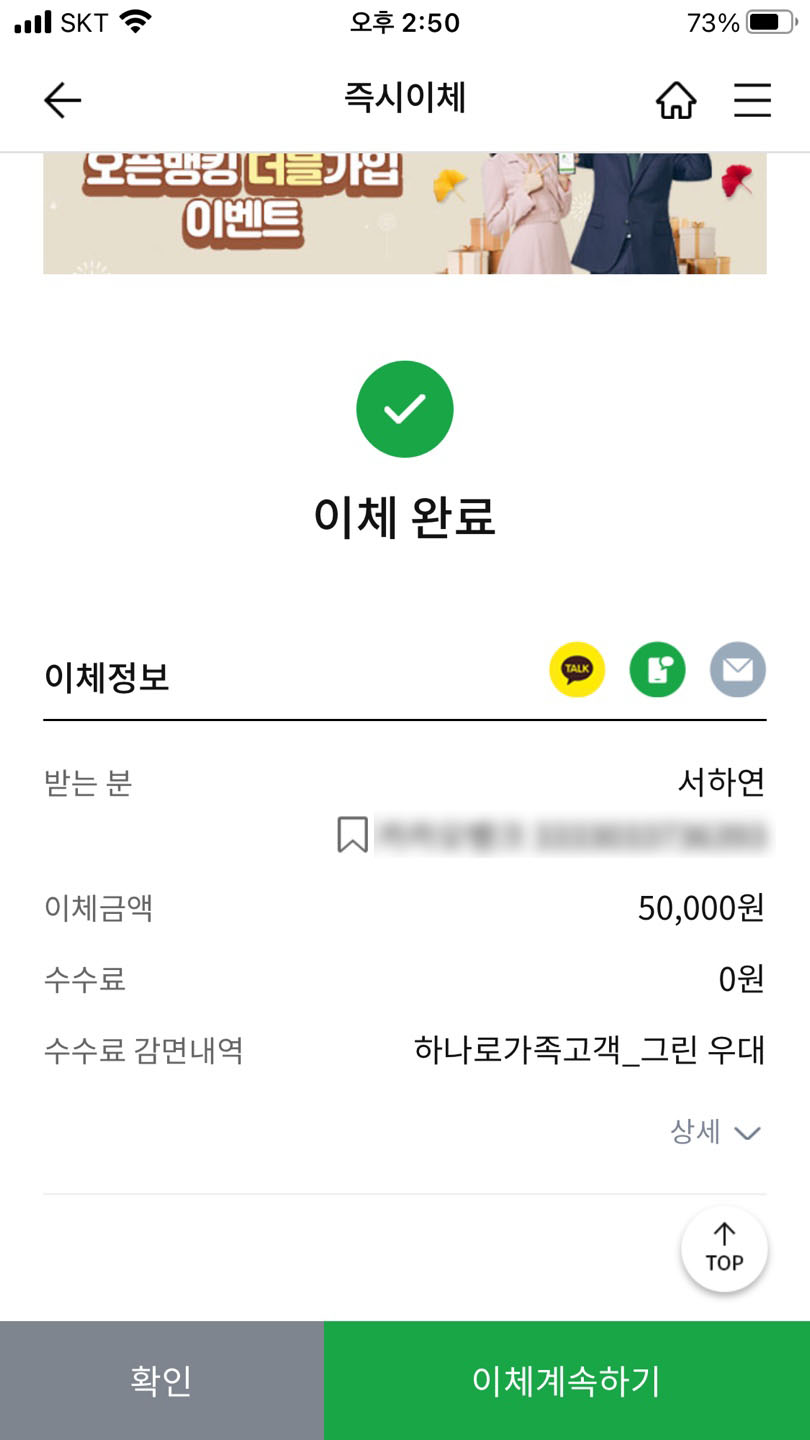 SKT 오후 2:50 73%
즉시이체
오픈뱅킹 더블가입
이벤트
이체 완료
이체정보 TALK
받는 분 서하연
이체금액 50,000원
수수료 0원
수수료 감면내역 하나로가족고객_그린 우대
상세
TOP
확인 이체계속하기